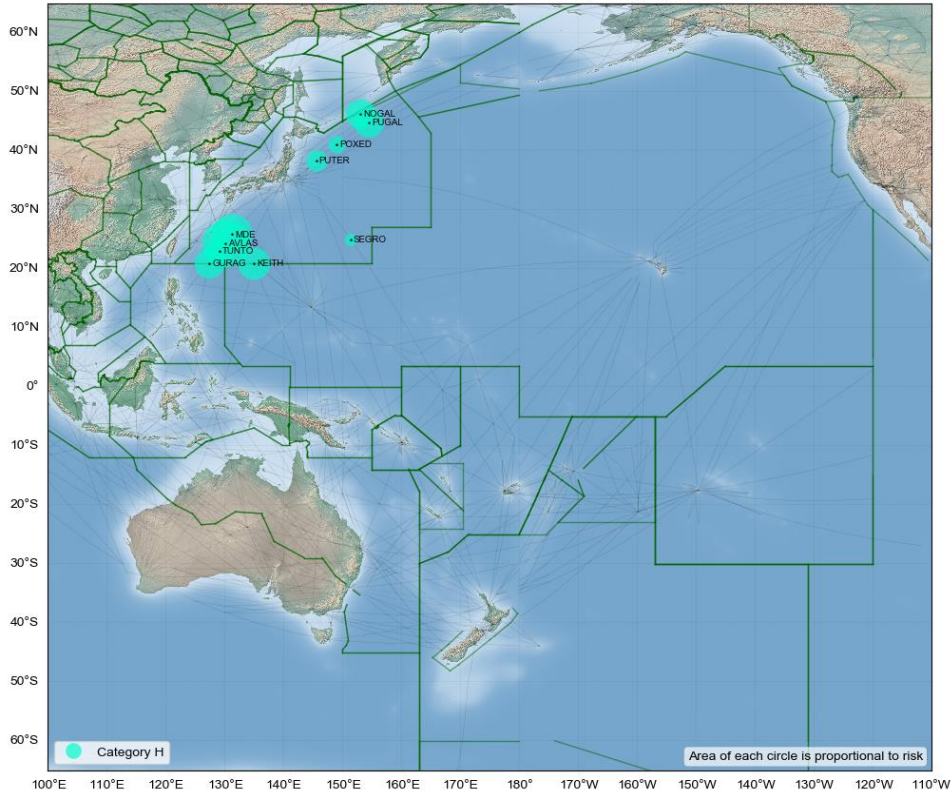 60°N
50°N
40°N
30°N
20°N
10°N
0°
10°S
20°S
30°S
40°S
50°S
60°S
NOGAL
PUGAL
POXED
PUTER
MDE
AVLAS
TUNTO
GURAG
KEITH
SEGRO
Category H
Area of each circle is proportional to risk
100°E 110°E 120°E 130°E 140°E 150°E 160°E 170°E 180° 170°W 160°W 150°W 140°W 130°W 120°W 110°W